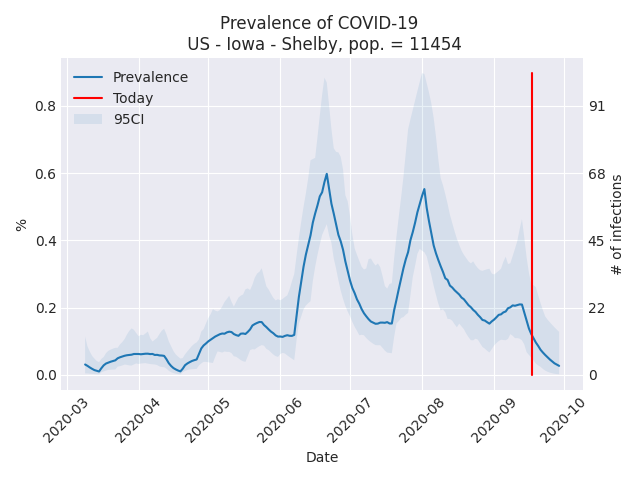 Prevalence of COVID-19
US - Iowa - Shelby, pop. = 11454
Prevalence
Today
95CI
%
0.8
0.6
0.4
0.2
0.0
91
68
45
22
0
# of infections
2020-03
2020-04
2020-05
2020-06
2020-07
2020-08
2020-09
2020-10
Date